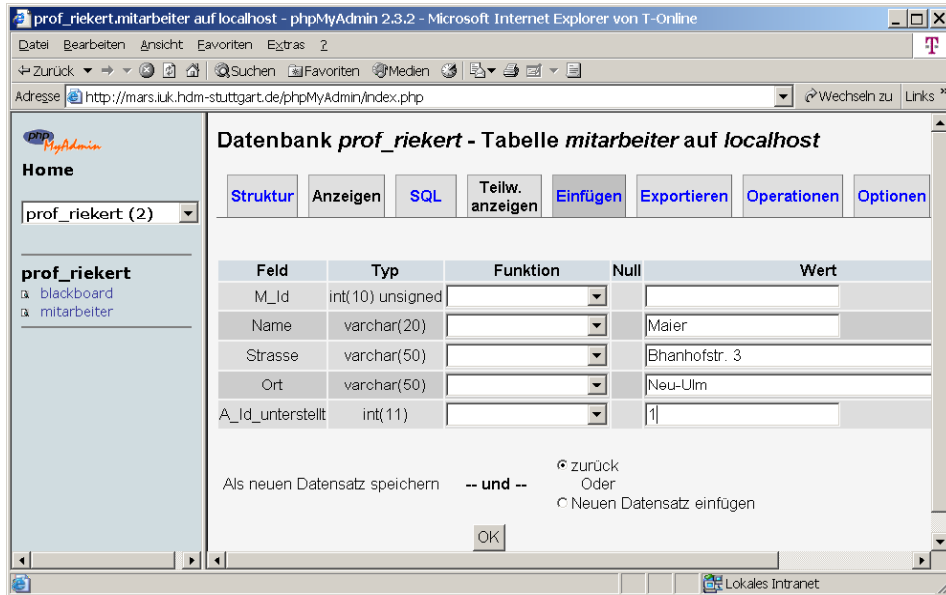 prof_riekert.mitarbeiter auf localhost - phpMyAdmin 2.3.2 - Microsoft Internet Explorer von T-Online
Datei Bearbeiten Ansicht Favoriten Extras ?
Zurück Suchen Favoriten Medien
Adresse http://mars.iuk.hdm-stuttgart.de/phpMyAdmin/index.php Wechseln zu Links »
php MyAdmin
Home
prof_riekert (2)
prof_riekert
blackboard
mitarbeiter
Datenbank prof_riekert - Tabelle mitarbeiter auf localhost
Struktur Anzeigen SQL Teilw. anzeigen Einfügen Exportieren Operationen Optionen
Feld Typ Funktion Null Wert
M_Id int(10) unsigned
Name varchar(20) Maier
Strasse varchar(50) Bhanhofstr. 3
Ort varchar(50) Neu-Ulm
A_Id_unterstellt int(11) 1
Als neuen Datensatz speichern -- und -- zurück
Oder
Neuen Datensatz einfügen
OK
Lokales Intranet